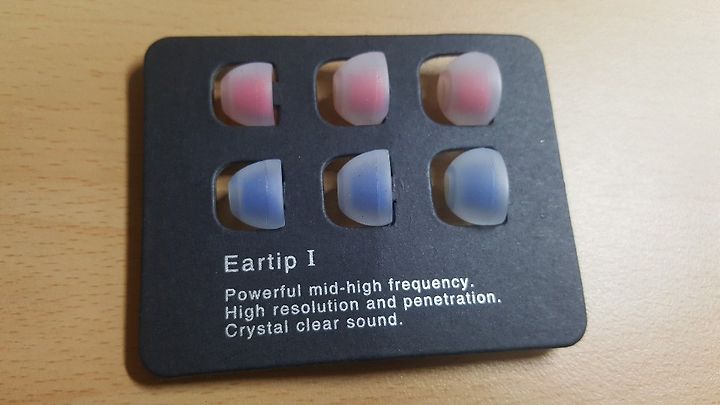 Eartip I
Powerful mid-high frequency.
High resolution and penetration.
Crystal clear sound.